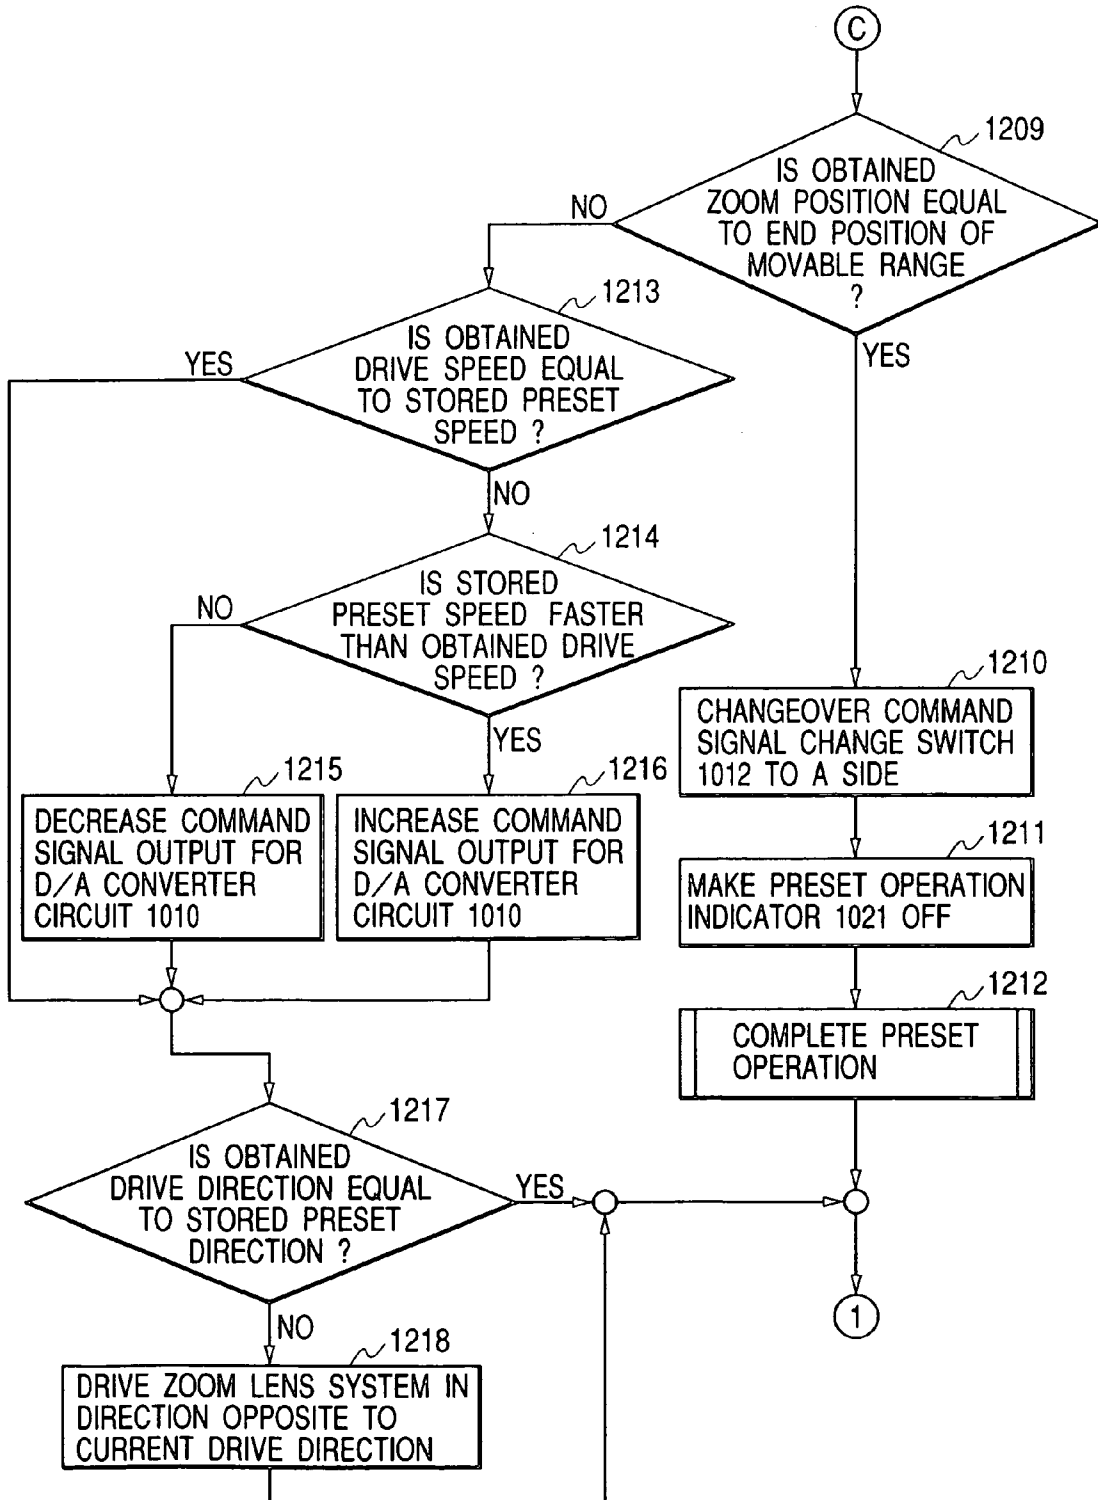 C
1209
IS OBTAINED
ZOOM POSITION EQUAL
TO END POSITION OF
MOVABLE RANGE
?
NO
YES
1213
IS OBTAINED
DRIVE SPEED EQUAL
TO STORED PRESET
SPEED ?
YES
NO
1214
IS STORED
PRESET SPEED FASTER
THAN OBTAINED DRIVE
SPEED ?
NO
YES
1210
CHANGEOVER COMMAND
SIGNAL CHANGE SWITCH
1012 TO A SIDE
1215
DECREASE COMMAND
SIGNAL OUTPUT FOR
D/A CONVERTER
CIRCUIT 1010
1216
INCREASE COMMAND
SIGNAL OUTPUT FOR
D/A CONVERTER
CIRCUIT 1010
1211
MAKE PRESET OPERATION
INDICATOR 1021 OFF
1212
COMPLETE PRESET
OPERATION
1217
IS OBTAINED
DRIVE DIRECTION EQUAL
TO STORED PRESET
DIRECTION ?
YES
NO
1
1218
DRIVE ZOOM LENS SYSTEM IN
DIRECTION OPPOSITE TO
CURRENT DRIVE DIRECTION